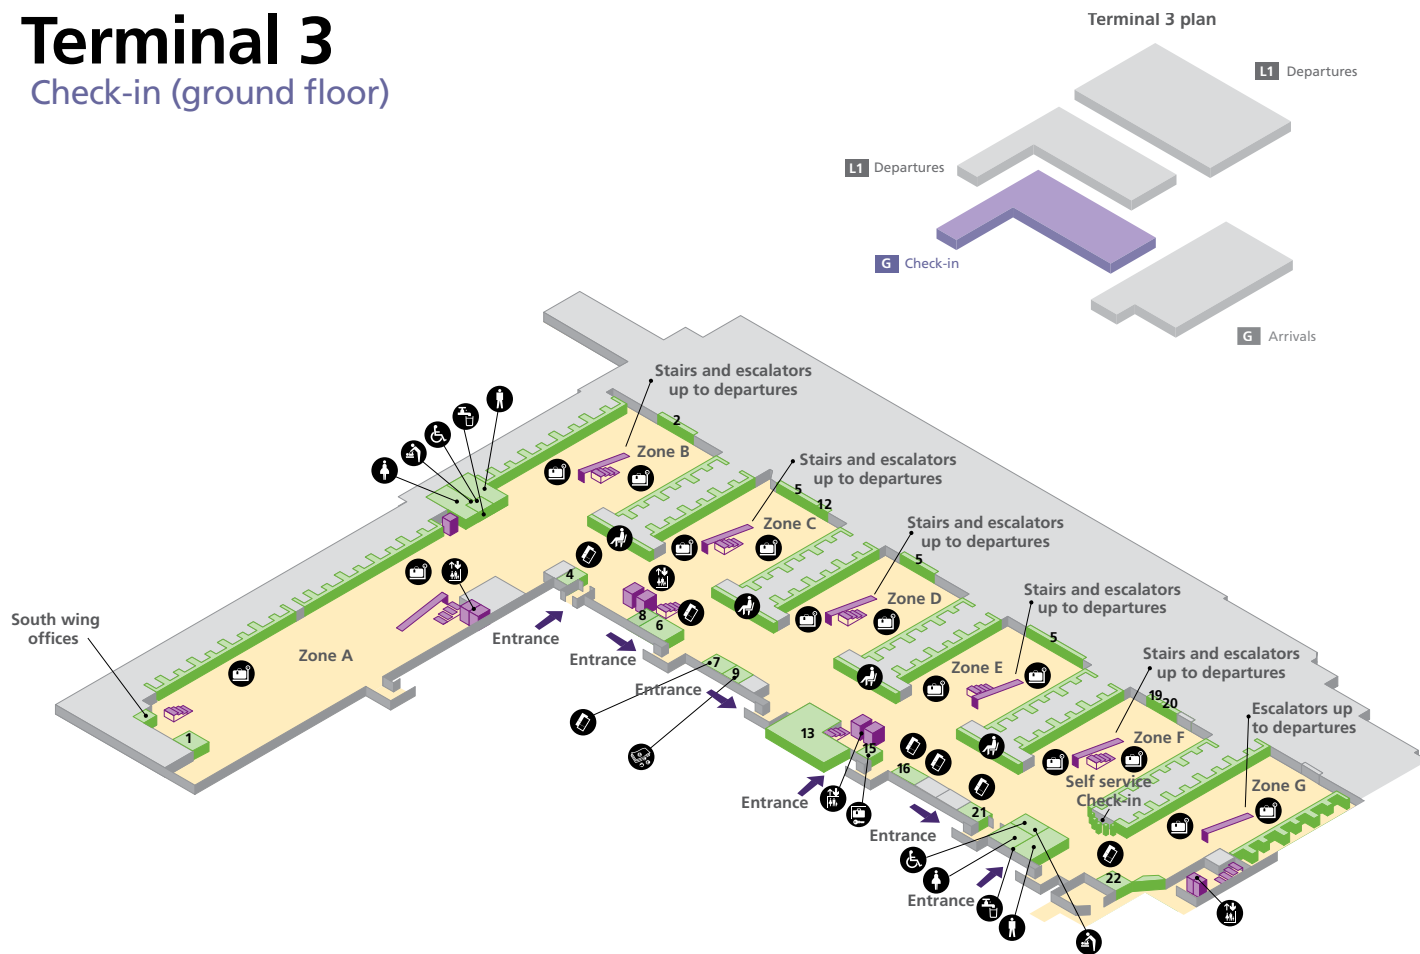 Terminal 3
Check-in (ground floor)
Terminal 3 plan
L1 Departures
L1 Departures
G Check-in
G Arrivals
Stairs and escalators
up to departures
2
Zone B
Stairs and escalators
up to departures
5
12
Zone C
Stairs and escalators
up to departures
5
Zone D
Stairs and escalators
up to departures
5
Zone E
Stairs and escalators
up to departures
19
20
Zone F
Escalators up
to departures
Zone G
Self service
Check-in
South wing
offices
Zone A
1
4
Entrance
8
6
Entrance
7
9
Entrance
13
15
Entrance
16
21
Entrance
Entrance
22